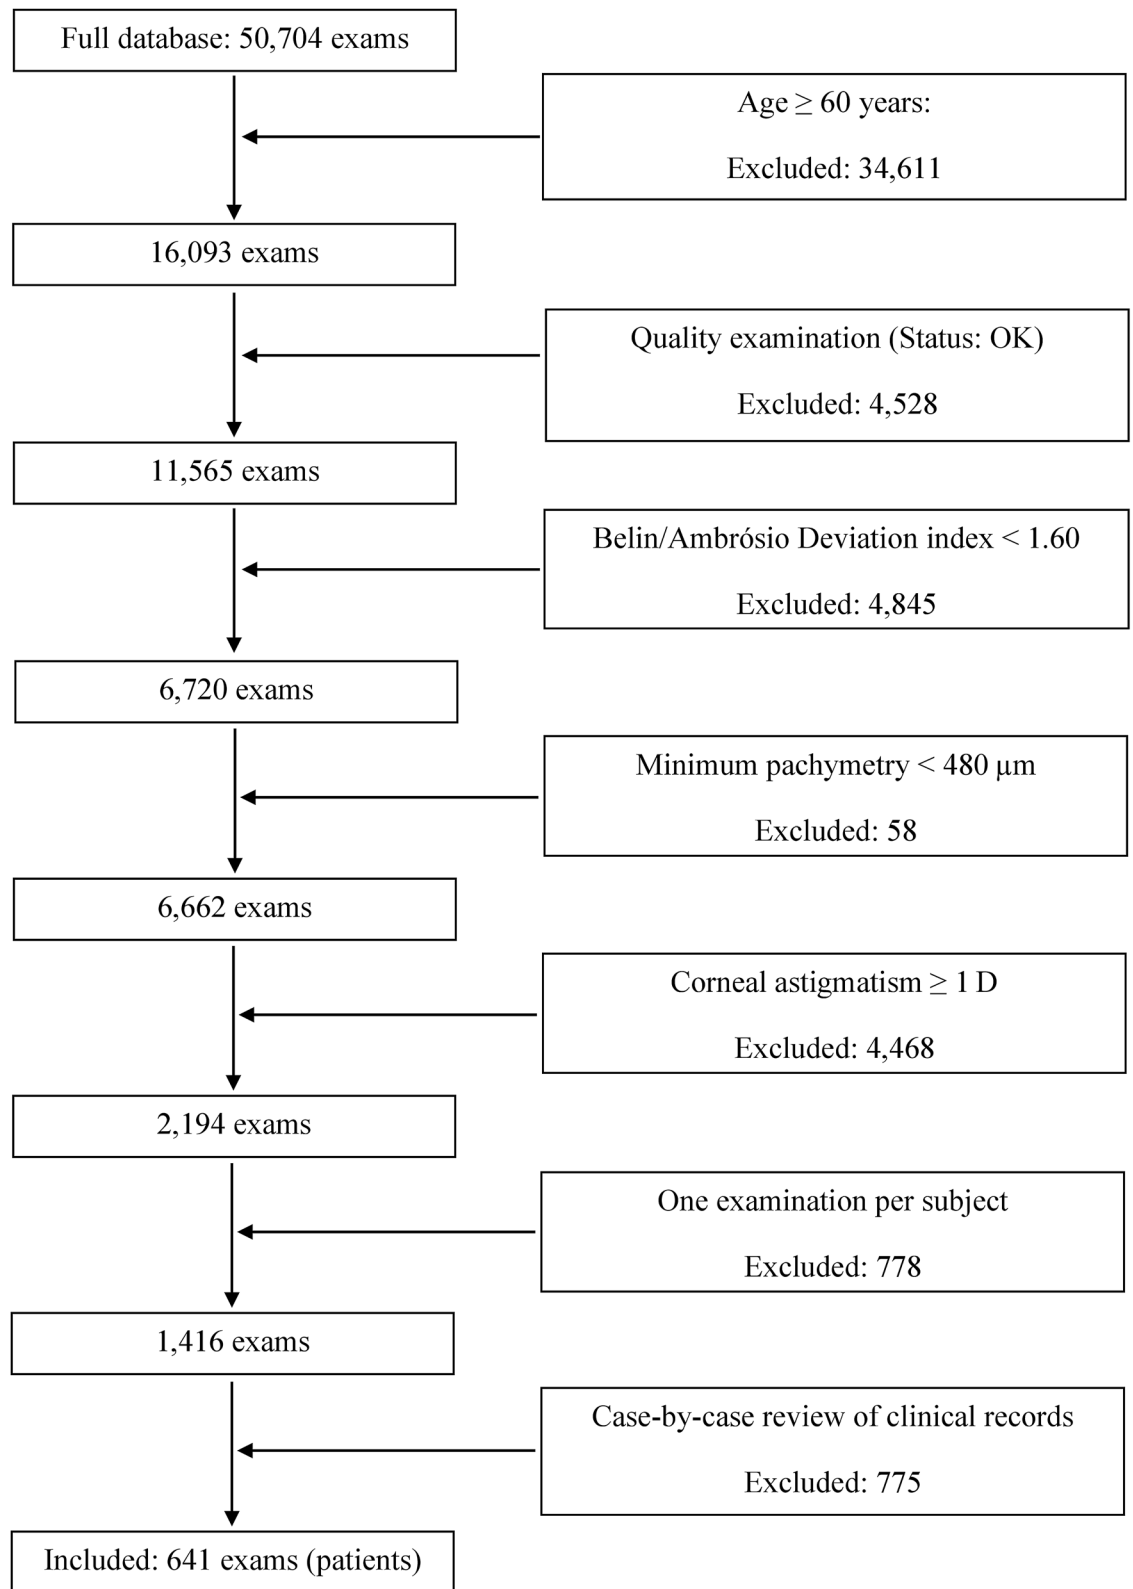 Full database: 50,704 exams
Age ≥ 60 years:
Excluded: 34,611
16,093 exams
Quality examination (Status: OK)
Excluded: 4,528
11,565 exams
Belin/Ambrósio Deviation index < 1.60
Excluded: 4,845
6,720 exams
Minimum pachymetry < 480 µm
Excluded: 58
6,662 exams
Corneal astigmatism ≥ 1 D
Excluded: 4,468
2,194 exams
One examination per subject
Excluded: 778
1,416 exams
Case-by-case review of clinical records
Excluded: 775
Included: 641 exams (patients)